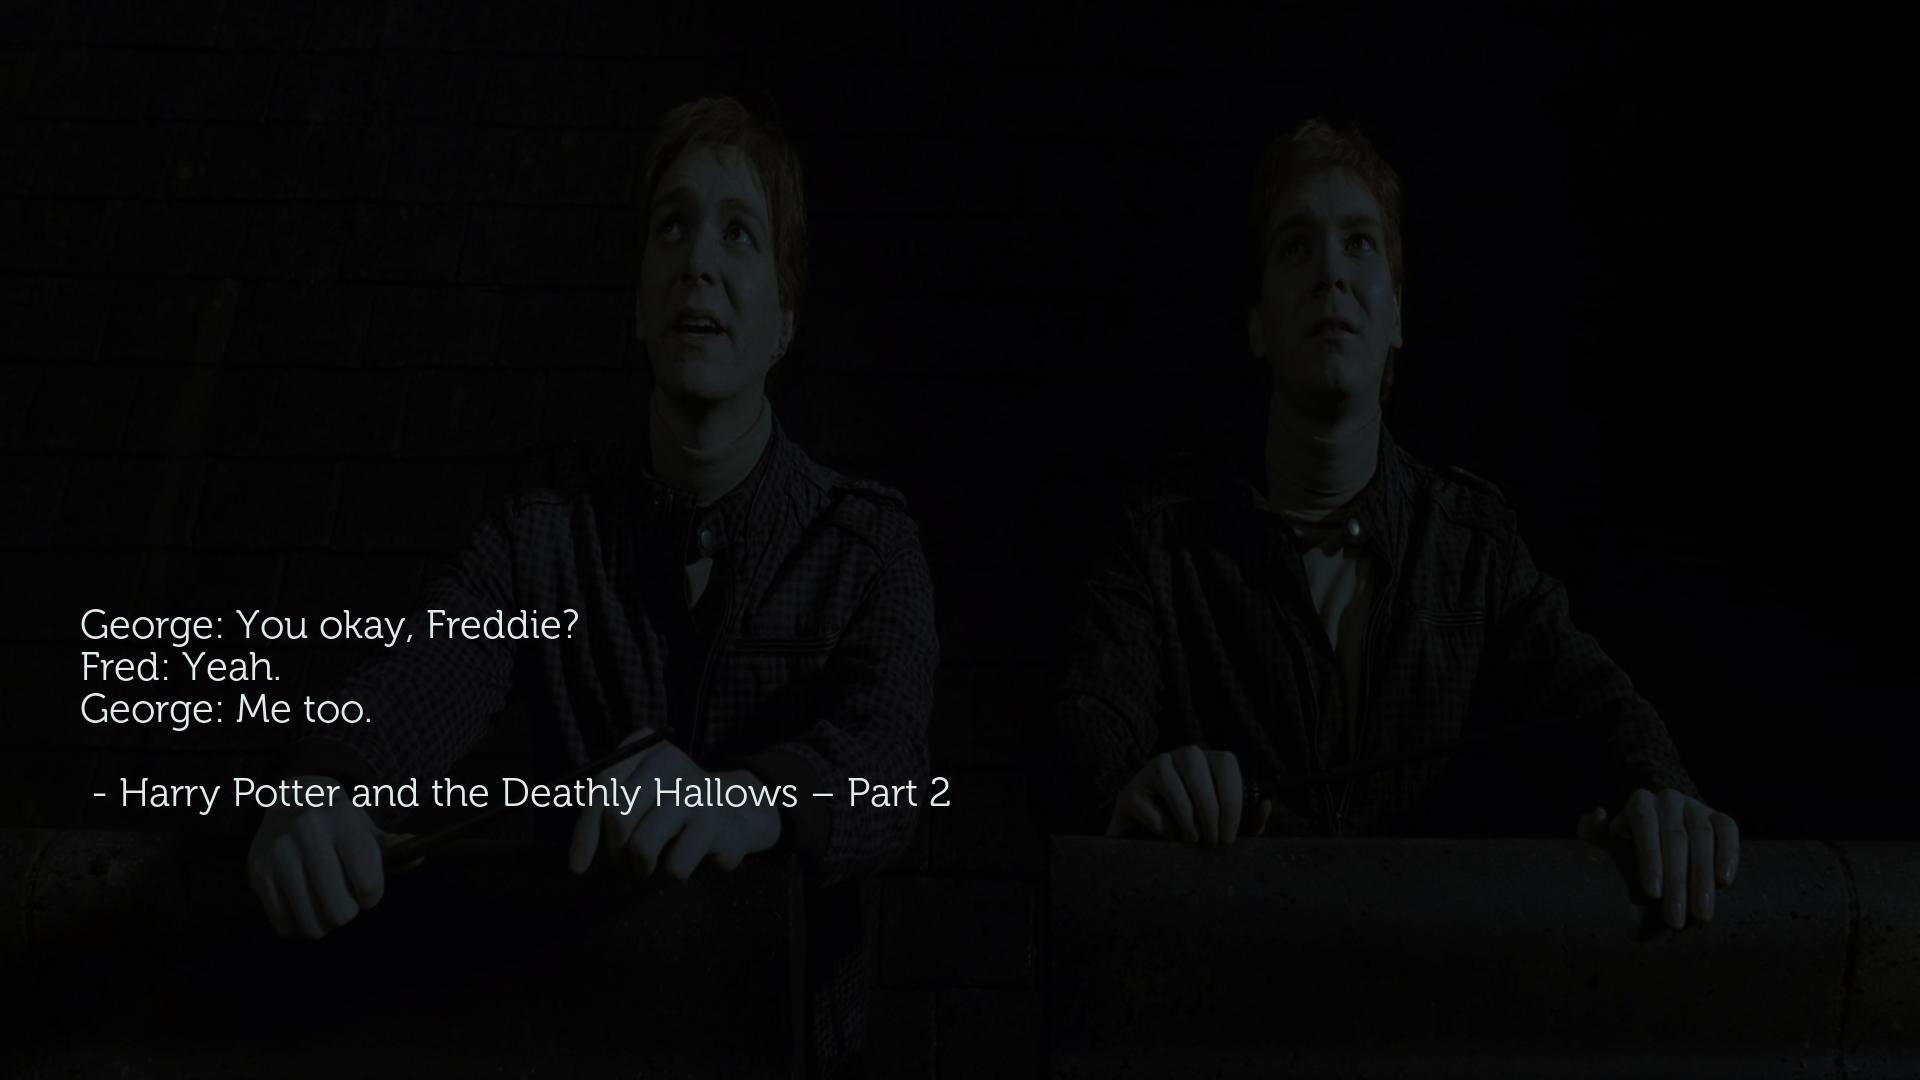 George: You okay, Freddie?
Fred: Yeah.
George: Me too.
- Harry Potter and the Deathly Hallows – Part 2